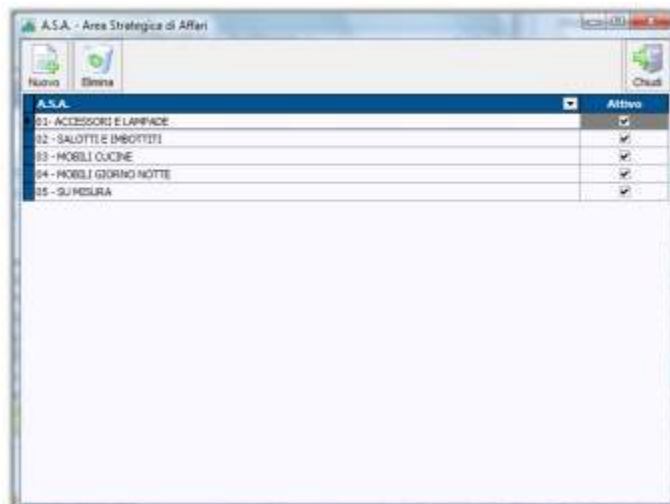 A.S.A. - Area Strategica di Affari
Nuovo Elimina Chiudi
A.S.A. Attivo
01- ACCESSORI E LAMPADE
02 - SALOTTI E IMBOTTITI
03 - MOBILI CUCINE
04 - MOBILI GIORNO NOTTE
05 - SU MISURA